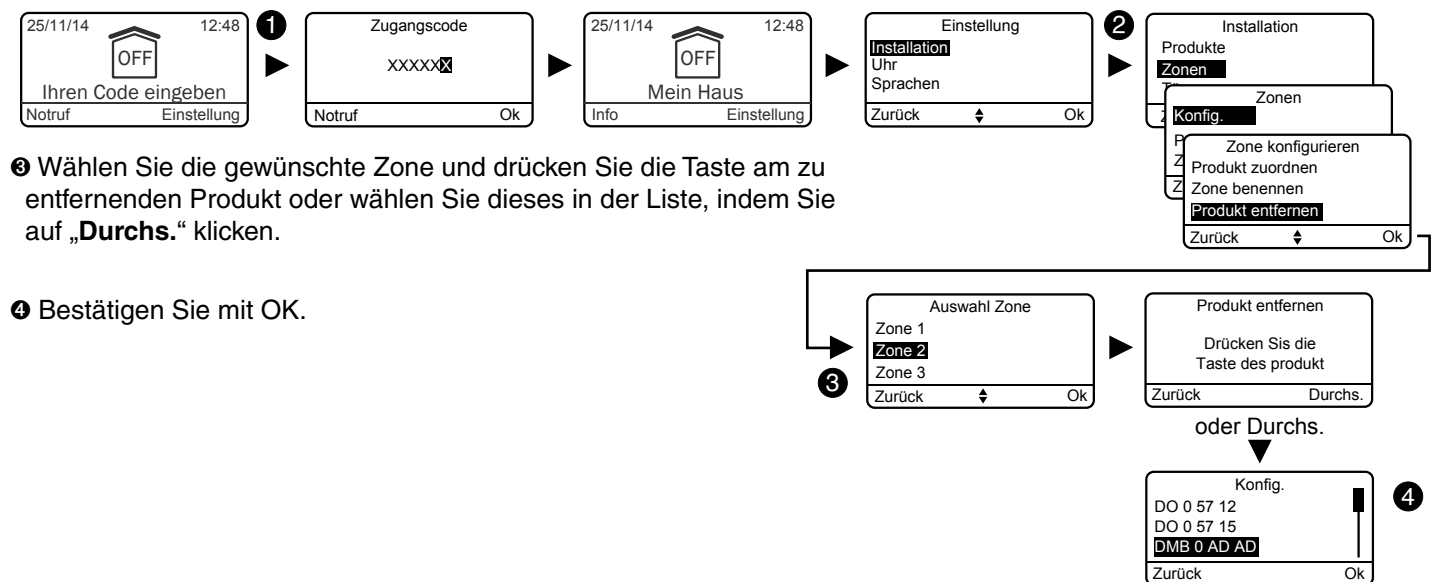 25/11/14 12:48
OFF
Ihren Code eingeben
Notruf Einstellung
❶
Zugangscode
XXXXXX
Notruf Ok
25/11/14 12:48
OFF
Mein Haus
Info Einstellung
Einstellung
Installation
Uhr
Sprachen
Zurück Ok
❷
Installation
Produkte
Zonen
Zonen
Konfig.
Zone konfigurieren
Produkt zuordnen
Zone benennen
Produkt entfernen
Zurück Ok
❸ Wählen Sie die gewünschte Zone und drücken Sie die Taste am zu
entfernenden Produkt oder wählen Sie dieses in der Liste, indem Sie
auf „Durchs.“ klicken.
❹ Bestätigen Sie mit OK.
❸
Auswahl Zone
Zone 1
Zone 2
Zone 3
Zurück Ok
Produkt entfernen
Drücken Sis die
Taste des produkt
Zurück Durchs.
oder Durchs.
Konfig.
DO 0 57 12
DO 0 57 15
DMB 0 AD AD
Zurück Ok
❹